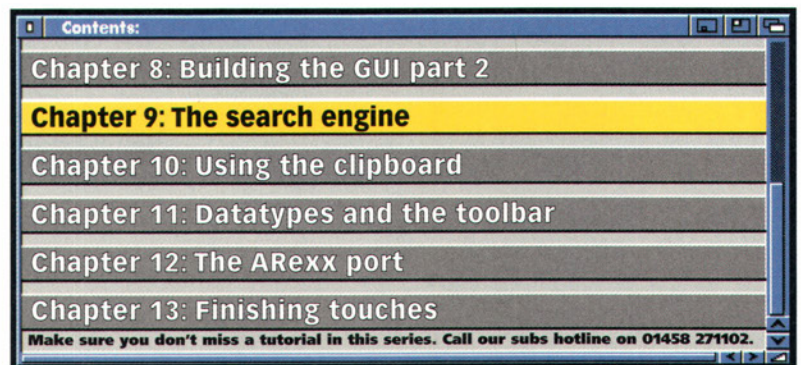 Contents:
Chapter 8: Building the GUI part 2
Chapter 9: The search engine
Chapter 10: Using the clipboard
Chapter 11: Datatypes and the toolbar
Chapter 12: The ARexx port
Chapter 13: Finishing touches
Make sure you don't miss a tutorial in this series. Call our subs hotline on 01458 271102.